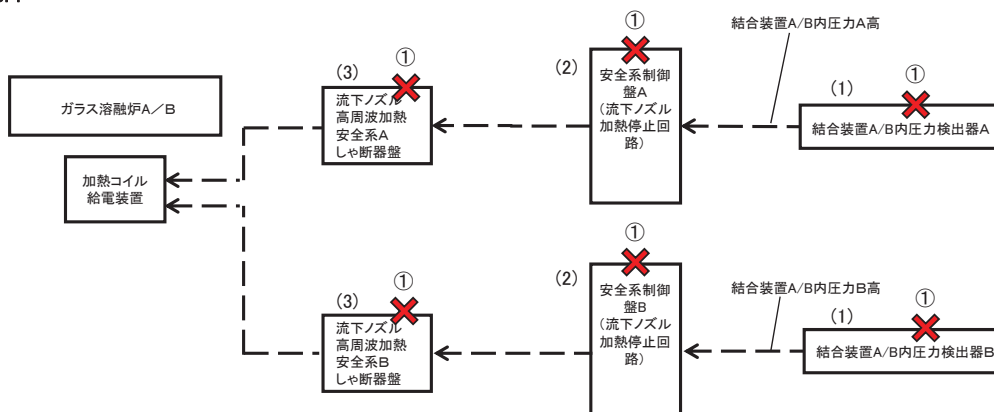 ガラス溶融炉A/B
加熱コイル
給電装置
(3)
①
流下ノズル
高周波加熱
安全系A
しゃ断器盤
(2)
①
安全系制御
盤A
(流下ノズル
加熱停止回
路)
結合装置A/B内圧力A高
(1)
①
結合装置A/B内圧力検出器A
(3)
①
流下ノズル
高周波加熱
安全系B
しゃ断器盤
(2)
①
安全系制御
盤B
(流下ノズル
加熱停止回
路)
結合装置A/B内圧力B高
(1)
①
結合装置A/B内圧力検出器B